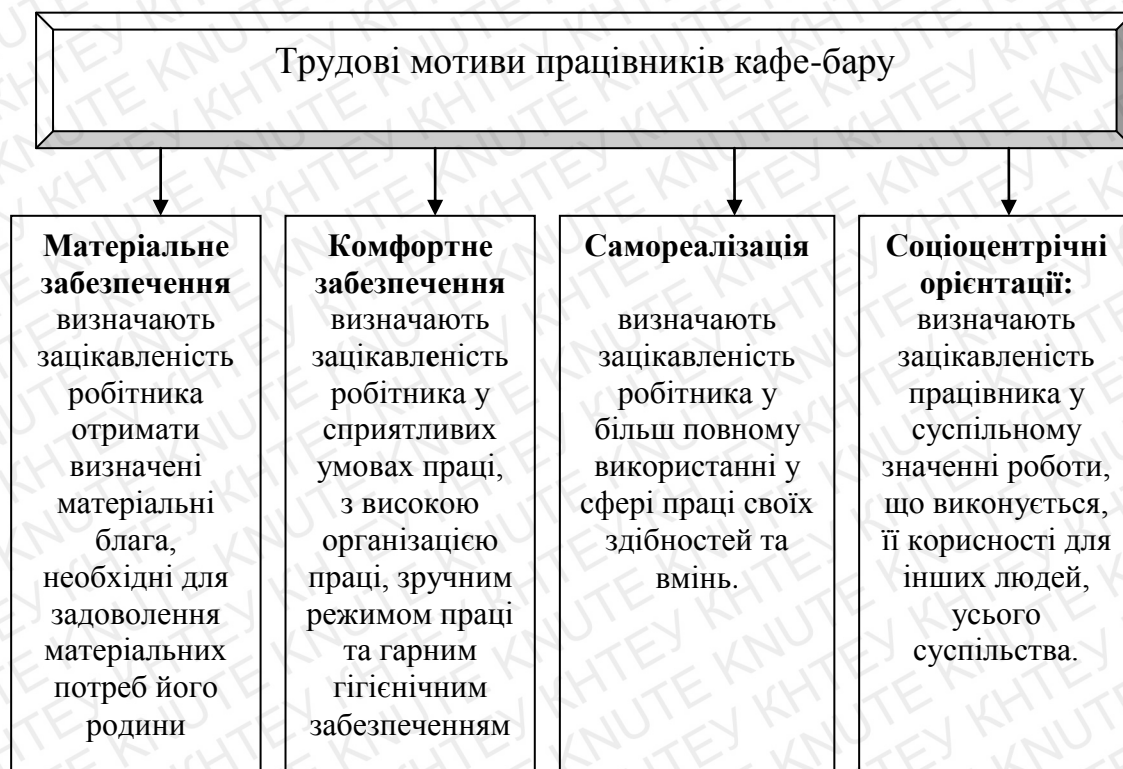 Трудові мотиви працівників кафе-бару
Матеріальне
забезпечення
визначають
зацікавленість
робітника
отримати
визначені
матеріальні
блага,
необхідні для
задоволення
матеріальних
потреб його
родини
Комфортне
забезпечення
визначають
зацікавленість
робітника у
сприятливих
умовах праці,
з високою
організацією
праці, зручним
режимом праці
та гарним
гігієнічним
забезпеченням
Самореалізація
визначають
зацікавленість
робітника у
більш повному
використанні у
сфері праці своїх
здібностей та
вмінь.
Соціоцентричні
орієнтації:
визначають
зацікавленість
працівника у
суспільному
значенні роботи,
що виконується,
її корисності для
інших людей,
усього
суспільства.